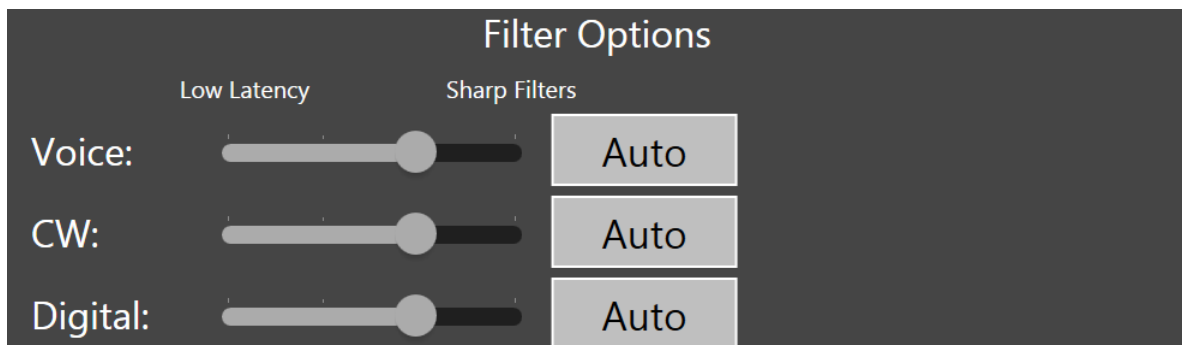 Filter Options
Low Latency Sharp Filters
Voice: Auto
CW: Auto
Digital: Auto